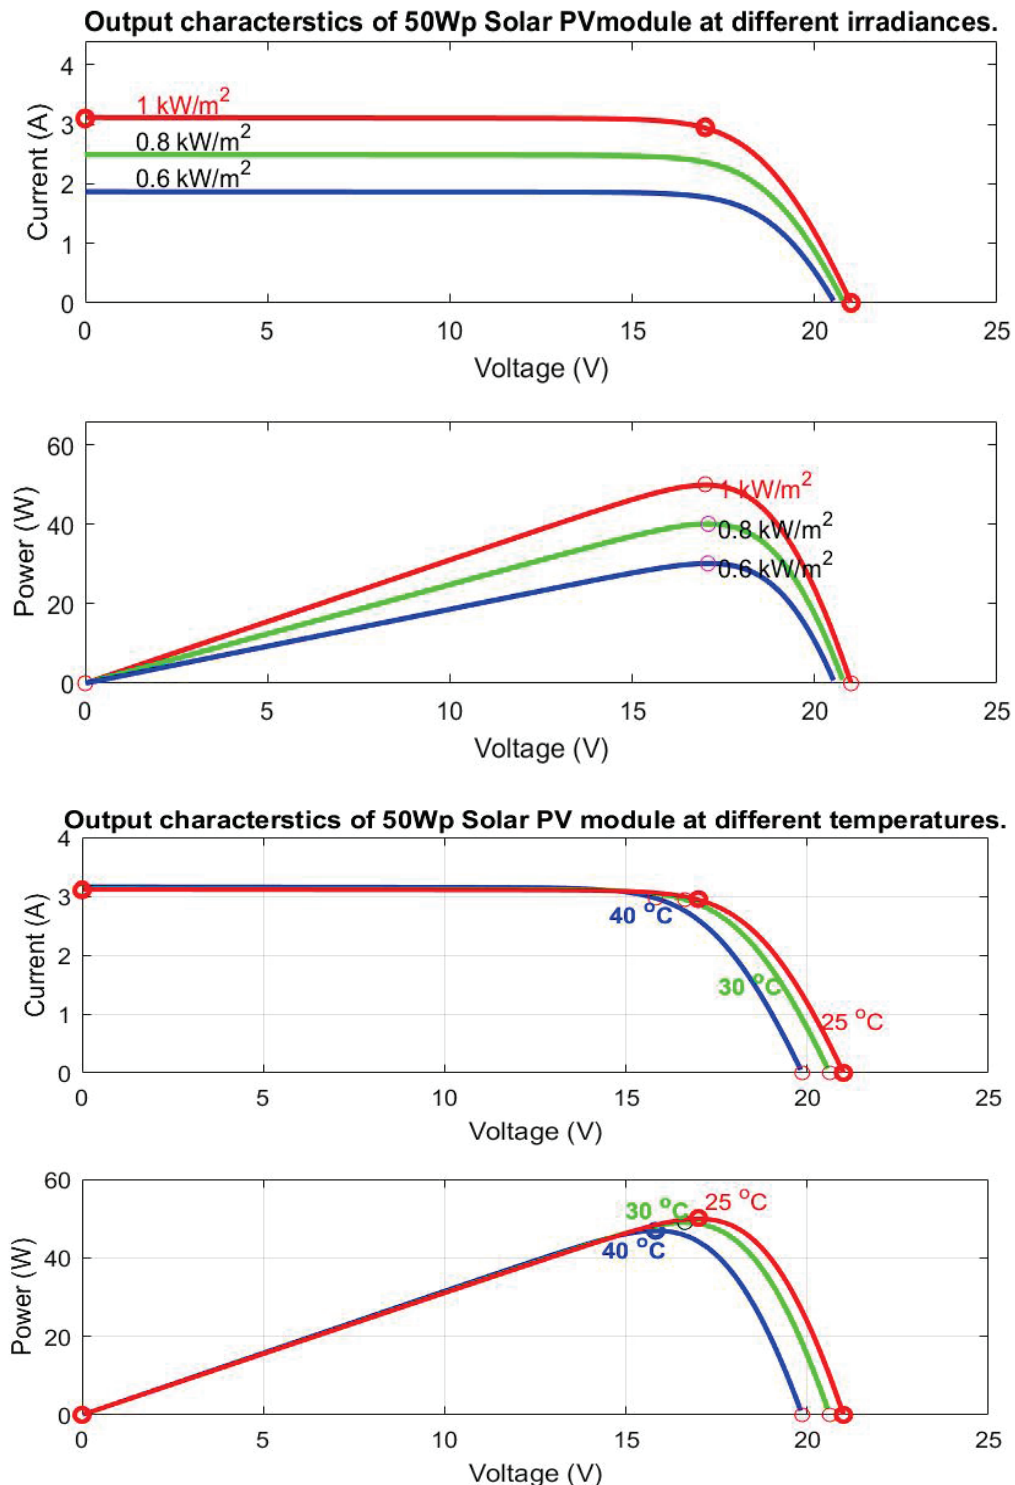 Output characterstics of 50Wp Solar PVmodule at different irradiances.
4
3
2
1
0
Current (A)
1 kW/m²
0.8 kW/m²
0.6 kW/m²
0 5 10 15 20 25
Voltage (V)
60
40
20
0
Power (W)
1 kW/m²
0.8 kW/m²
0.6 kW/m²
0 5 10 15 20 25
Voltage (V)
Output characterstics of 50Wp Solar PV module at different temperatures.
4
3
2
1
0
Current (A)
40 °C
30 °C
25 °C
0 5 10 15 20 25
Voltage (V)
60
40
20
0
Power (W)
25 °C
30 °C
40 °C
0 5 10 15 20 25
Voltage (V)